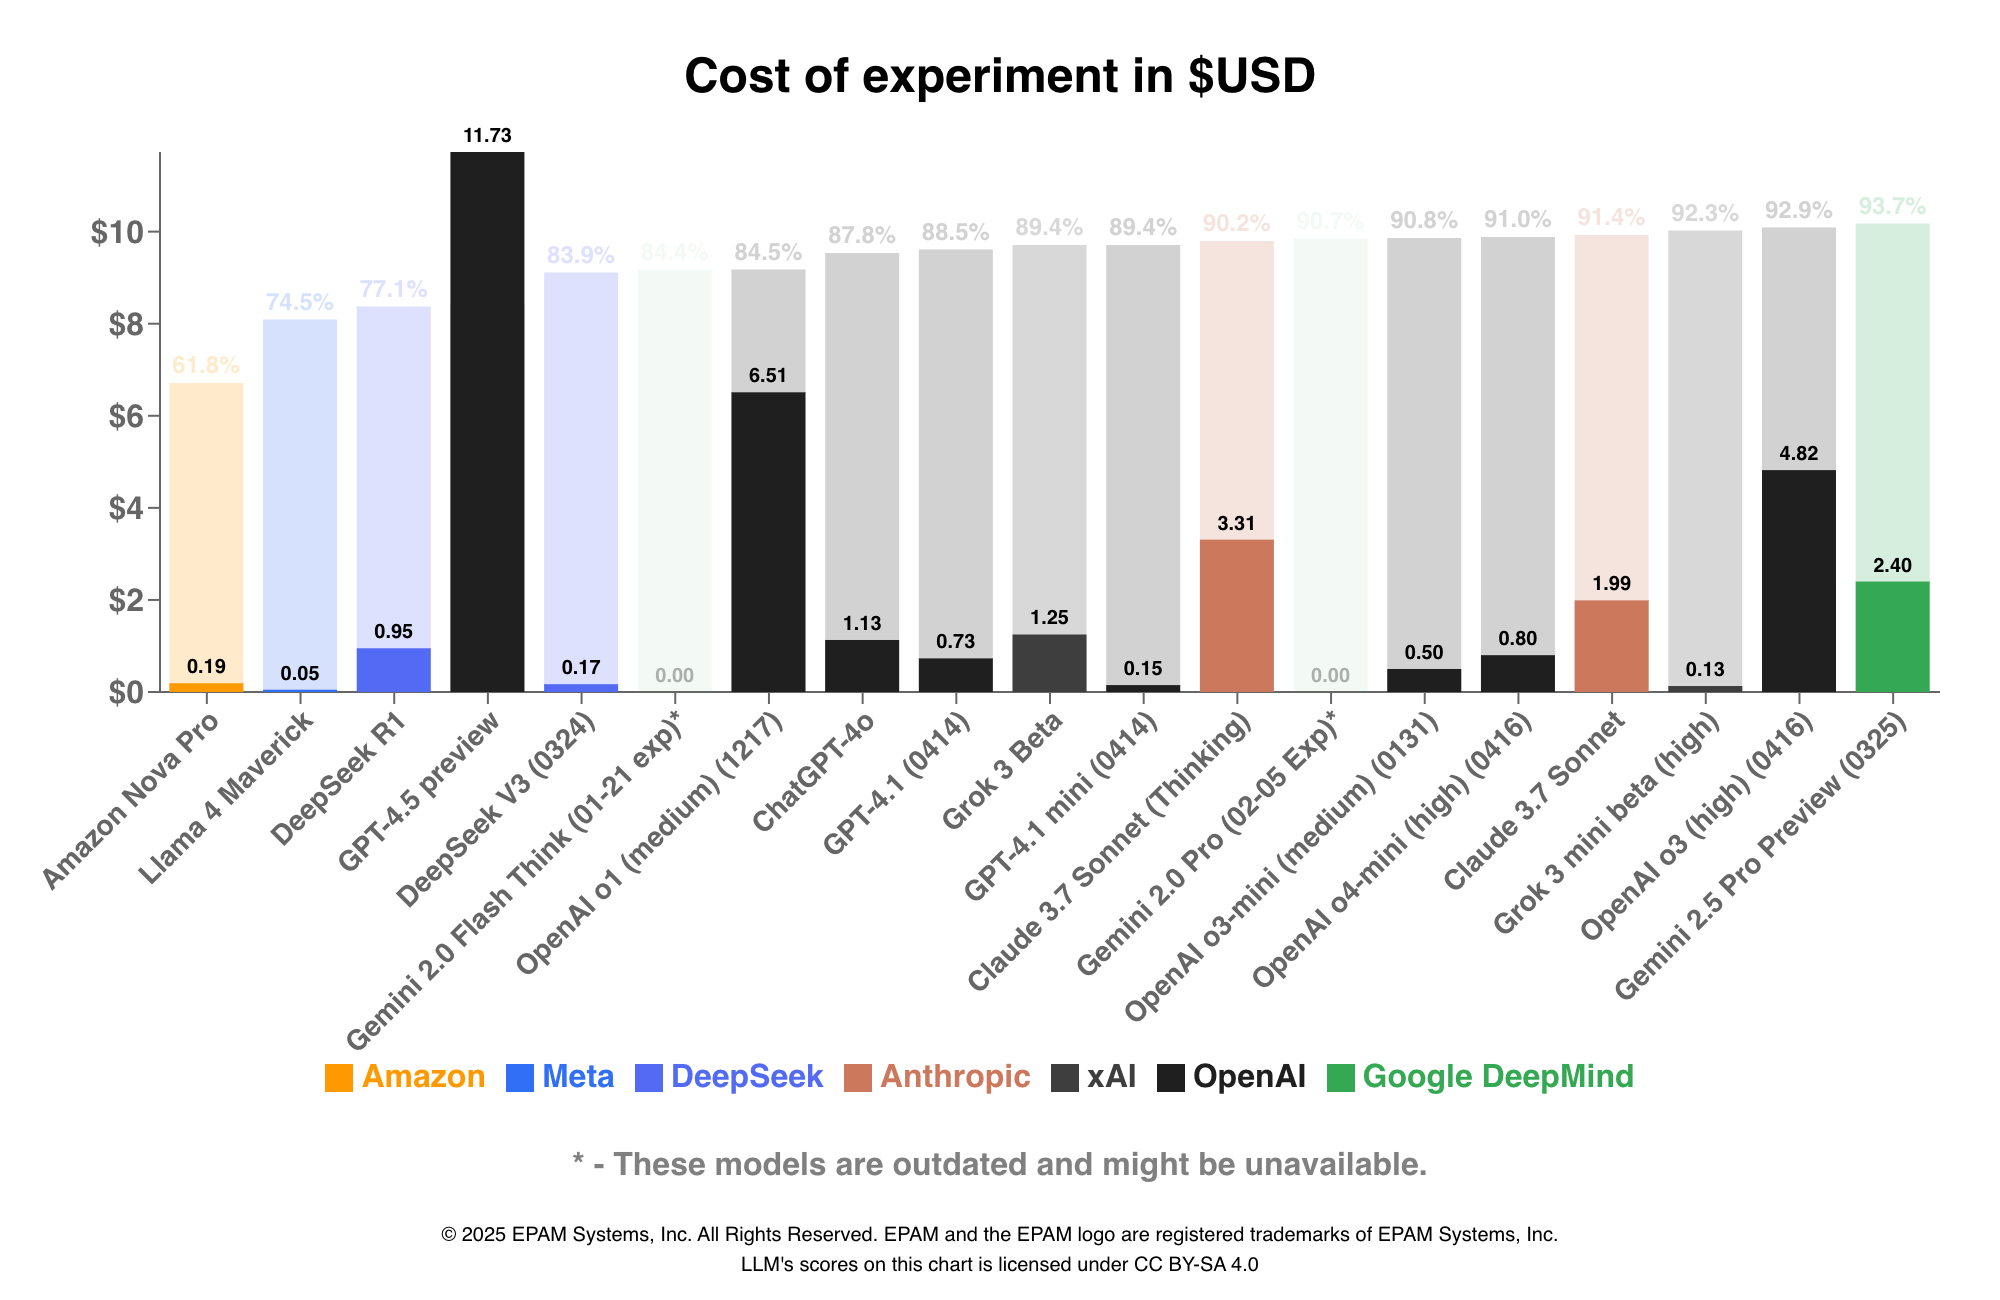 Cost of experiment in $USD
11.73
$10
$8
$6
$4
$2
$0
61.8%
74.5%
77.1%
83.9%
84.4%
84.5%
87.8%
88.5%
89.4%
89.4%
90.2%
90.7%
90.8%
91.0%
91.4%
92.3%
92.9%
93.7%
0.19
0.05
0.95
0.17
0.00
6.51
1.13
0.73
1.25
0.15
3.31
0.00
0.50
0.80
1.99
0.13
4.82
2.40
Amazon Nova Pro
Llama 4 Maverick
DeepSeek R1
GPT-4.5 preview
DeepSeek V3 (0324)
Gemini 2.0 Flash Think (01-21 exp)*
OpenAI o1 (medium) (1217)
ChatGPT-4o
GPT-4.1 (0414)
Grok 3 Beta
GPT-4.1 mini (0414)
Claude 3.7 Sonnet (Thinking)
Gemini 2.0 Pro (02-05 Exp)*
OpenAI o3-mini (medium) (0131)
OpenAI o4-mini (high) (0416)
Claude 3.7 Sonnet
Grok 3 mini beta (high)
OpenAI o3 (high) (0416)
Gemini 2.5 Pro Preview (0325)
Amazon Meta DeepSeek Anthropic xAI OpenAI Google DeepMind
* - These models are outdated and might be unavailable.
© 2025 EPAM Systems, Inc. All Rights Reserved. EPAM and the EPAM logo are registered trademarks of EPAM Systems, Inc.
LLM's scores on this chart is licensed under CC BY-SA 4.0